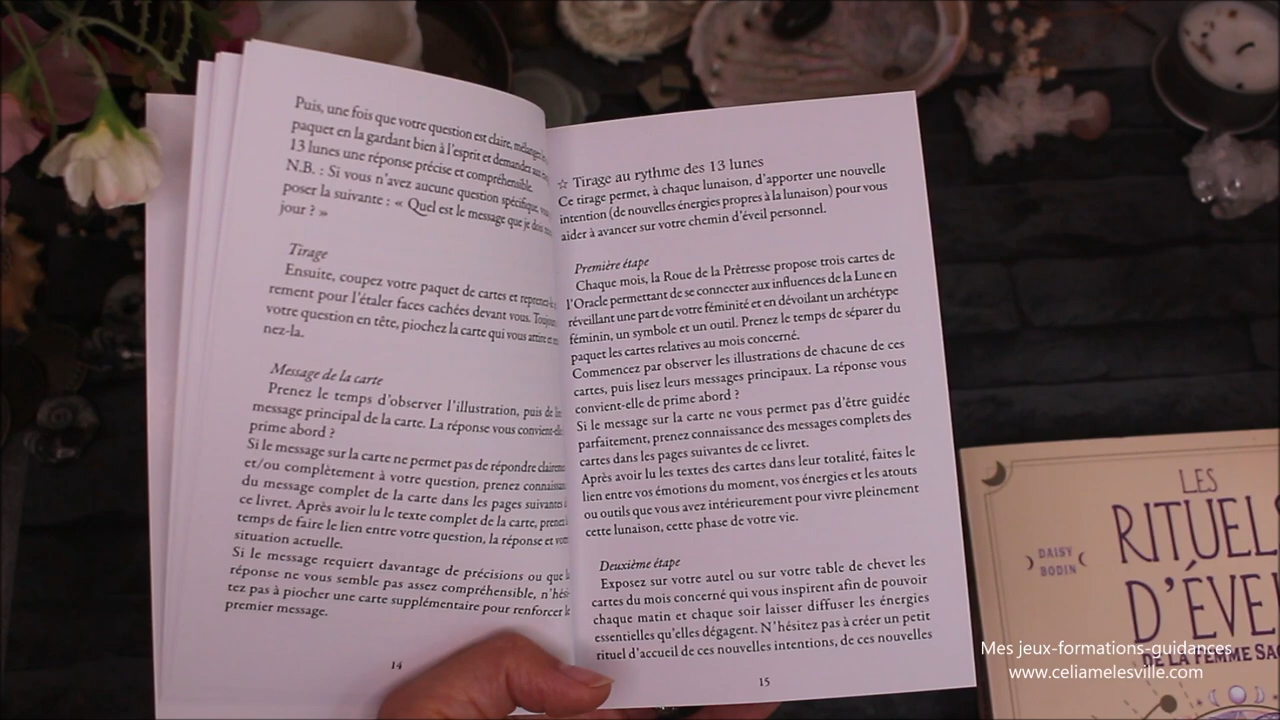 Puis, une fois que votre question est claire, mélangez
paquet en la gardant bien à l'esprit et demandez aux
13 lunes une réponse précise et compréhensible.
N.B. : Si vous n'avez aucune question spécifique,
poser la suivante : « Quel est le message que je dois
jour ? »
Tirage
Ensuite, coupez votre paquet de cartes et
rement pour l'étaler faces cachées devant vous.
votre question en tête, piochez la carte qui vous attire
nez-la.
Message de la carte
Prenez le temps d'observer l'illustration, puis de
message principal de la carte. La réponse vous
prime abord ?
Si le message sur la carte ne permet pas de répondre
et/ou complètement à votre question, prenez
du message complet de la carte dans les pages suivantes
ce livret. Après avoir lu le texte complet de la carte,
temps de faire le lien entre votre question, la réponse et
situation actuelle.
Si le message requiert davantage de précisions ou que
réponse ne vous semble pas assez compréhensible, n'hési-
tez pas à piocher une carte supplémentaire pour renforcer
premier message.
14
☆ Tirage au rythme des 13 lunes
Ce tirage permet, à chaque lunaison, d'apporter une nouvelle
intention (de nouvelles énergies propres à la lunaison) pour vous
aider à avancer sur votre chemin d'éveil personnel.
Première étape
Chaque mois, la Roue de la Prêtresse propose trois cartes de
l'Oracle permettant de se connecter aux influences de la Lune en
réveillant une part de votre féminité et en dévoilant un archétype
féminin, un symbole et un outil. Prenez le temps de séparer du
paquet les cartes relatives au mois concerné.
Commencez par observer les illustrations de chacune de ces
cartes, puis lisez leurs messages principaux. La réponse vous
convient-elle de prime abord ?
Si le message sur la carte ne vous permet pas d'être guidée
parfaitement, prenez connaissance des messages complets des
cartes dans les pages suivantes de ce livret.
Après avoir lu les textes des cartes dans leur totalité, faites le
lien entre vos émotions du moment, vos énergies et les atouts
ou outils que vous avez intérieurement pour vivre pleinement
cette lunaison, cette phase de votre vie.
Deuxième étape
Exposez sur votre autel ou sur votre table de chevet les
cartes du mois concerné qui vous inspirent afin de pouvoir
chaque matin et chaque soir laisser diffuser les énergies
essentielles qu'elles dégagent. N'hésitez pas à créer un petit
rituel d'accueil de ces nouvelles intentions, de ces nouvelles
15
LES
RITUELS
D'ÉVE
DE LA FEMME
DAISY
BODIN
Mes jeux-formations-guidances
www.celiamelesville.com